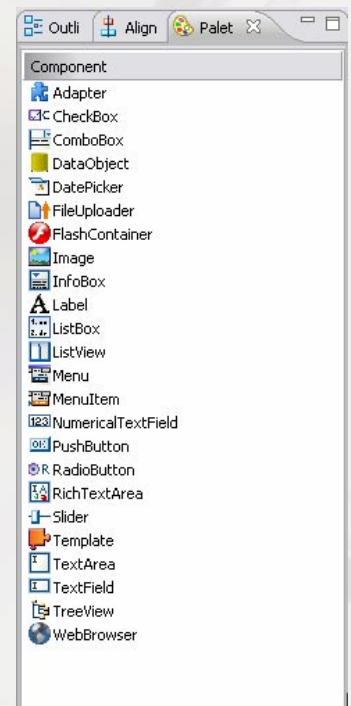 Outli Align Palet
Component
Adapter
CheckBox
ComboBox
DataObject
DatePicker
FileUploader
FlashContainer
Image
InfoBox
Label
ListBox
ListView
Menu
MenuItem
NumericalTextField
PushButton
RadioButton
RichTextArea
Slider
Template
TextArea
TextField
TreeView
WebBrowser